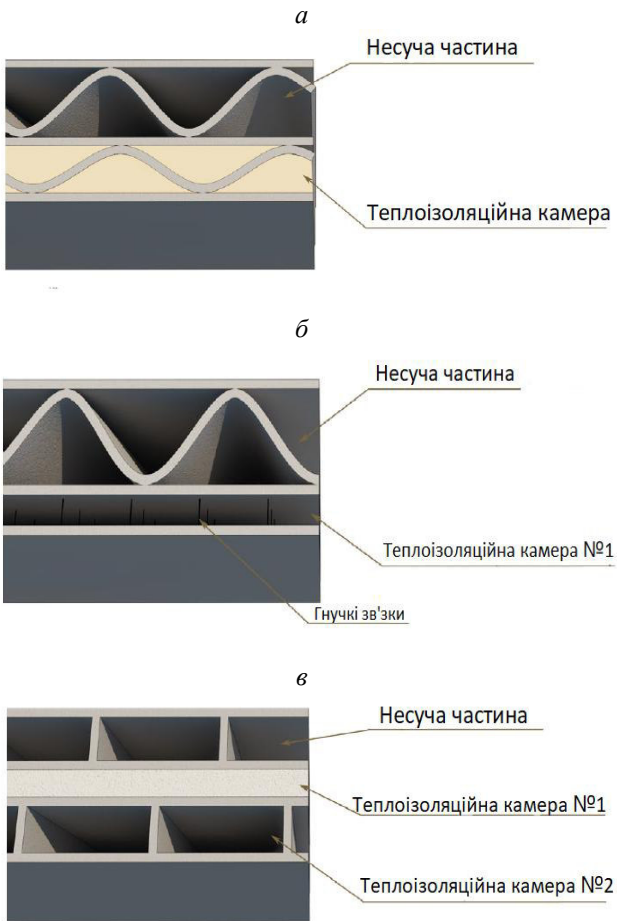 а
Несуча частина
Теплоізоляційна камера
б
Несуча частина
Теплоізоляційна камера №1
Гнучкі зв'язки
в
Несуча частина
Теплоізоляційна камера №1
Теплоізоляційна камера №2